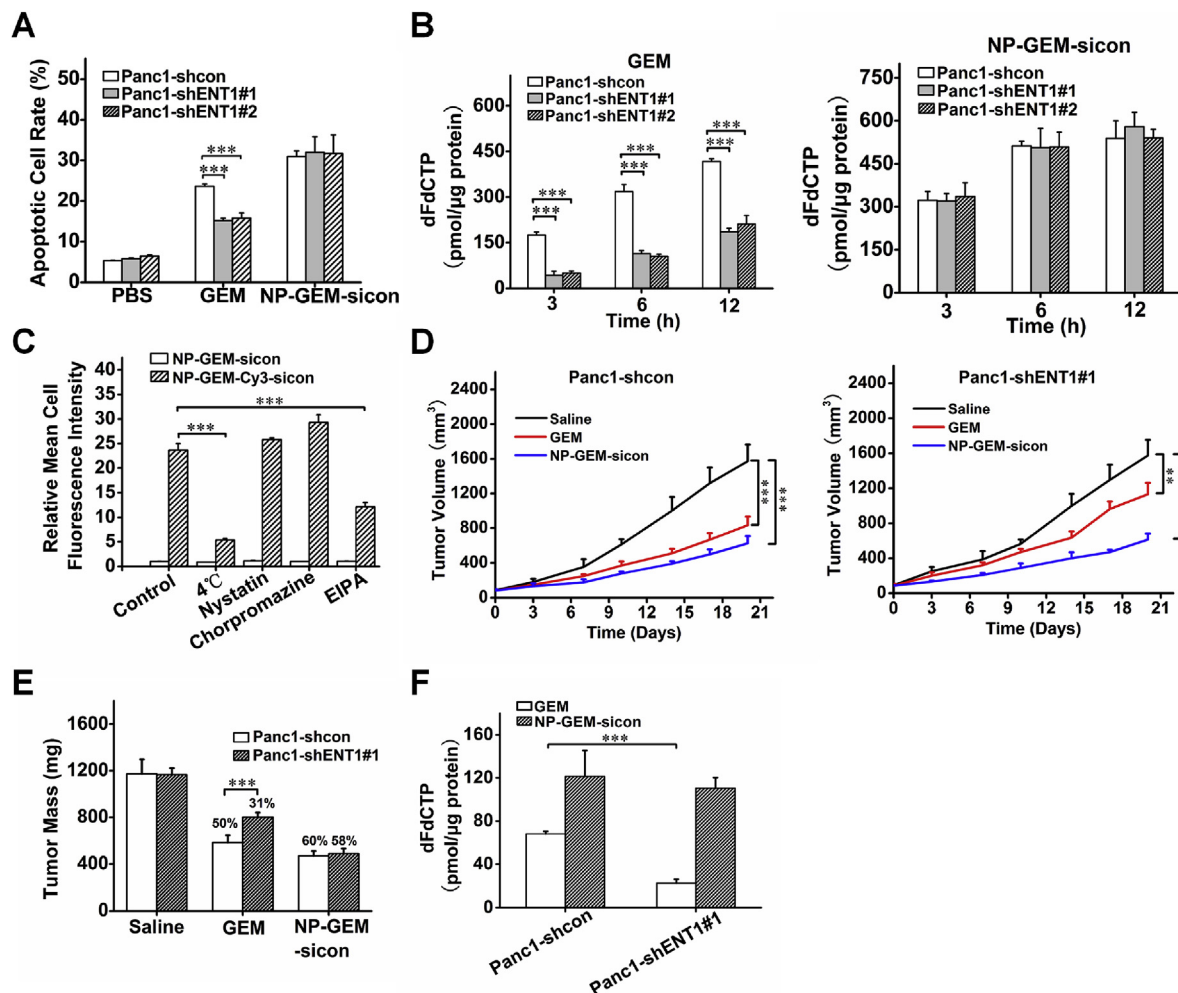 A
Apoptotic Cell Rate (%)
50
40
30
20
10
0
Panc1-shcon
Panc1-shENT1#1
Panc1-shENT1#2
***
***
PBS
GEM
NP-GEM-sicon
B
GEM
dFdCTP
(pmol/μg protein)
600
450
300
150
0
Panc1-shcon
Panc1-shENT1#1
Panc1-shENT1#2
***
***
***
***
***
***
3
6
12
Time (h)
NP-GEM-sicon
dFdCTP
(pmol/μg protein)
750
600
450
300
150
0
Panc1-shcon
Panc1-shENT1#1
Panc1-shENT1#2
3
6
12
Time (h)
C
Relative Mean Cell
Fluorescence Intensity
40
35
30
25
20
15
10
5
0
NP-GEM-sicon
NP-GEM-Cy3-sicon
***
***
Control
4℃
Nystatin
Chorpromazine
EIPA
D
Panc1-shcon
Tumor Volume (mm³)
2400
2000
1600
1200
800
400
0
Saline
GEM
NP-GEM-sicon
***
***
0 3 6 9 12 15 18 21
Time (Days)
Panc1-shENT1#1
Tumor Volume (mm³)
2400
2000
1600
1200
800
400
0
Saline
GEM
NP-GEM-sicon
**
0 3 6 9 12 15 18 21
Time (Days)
E
Tumor Mass (mg)
1600
1200
800
400
0
Panc1-shcon
Panc1-shENT1#1
***
50%
31%
60%
58%
Saline
GEM
NP-GEM
-sicon
F
dFdCTP
(pmol/μg protein)
200
160
120
80
40
0
GEM
NP-GEM-sicon
***
Panc1-shcon
Panc1-shENT1#1